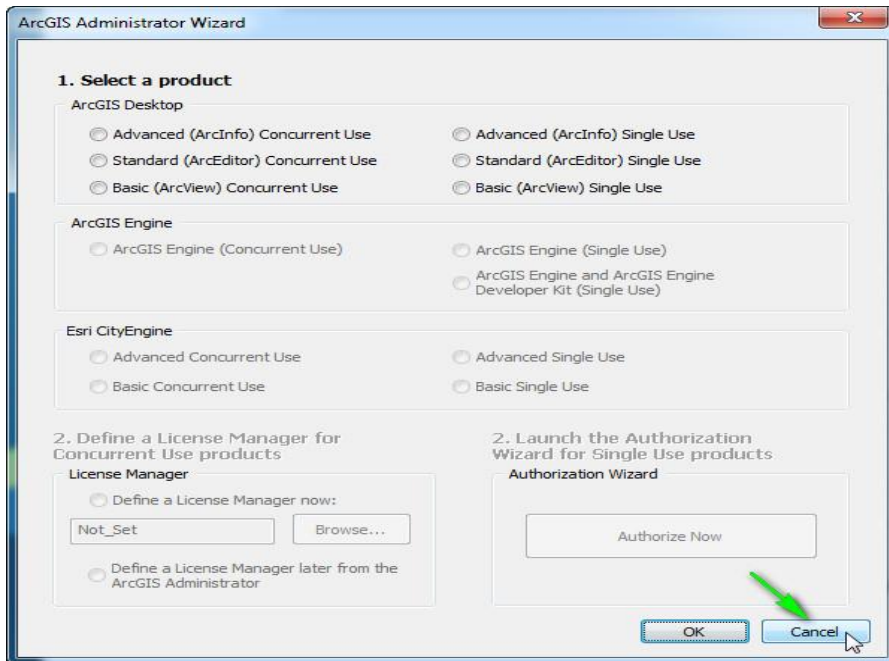 ArcGIS Administrator Wizard
1. Select a product
ArcGIS Desktop
Advanced (ArcInfo) Concurrent Use
Advanced (ArcInfo) Single Use
Standard (ArcEditor) Concurrent Use
Standard (ArcEditor) Single Use
Basic (ArcView) Concurrent Use
Basic (ArcView) Single Use
ArcGIS Engine
ArcGIS Engine (Concurrent Use)
ArcGIS Engine (Single Use)
ArcGIS Engine and ArcGIS Engine
Developer Kit (Single Use)
Esri CityEngine
Advanced Concurrent Use
Advanced Single Use
Basic Concurrent Use
Basic Single Use
2. Define a License Manager for
Concurrent Use products
License Manager
Define a License Manager now:
Not_Set
Browse...
Define a License Manager later from the
ArcGIS Administrator
2. Launch the Authorization
Wizard for Single Use products
Authorization Wizard
Authorize Now
OK
Cancel